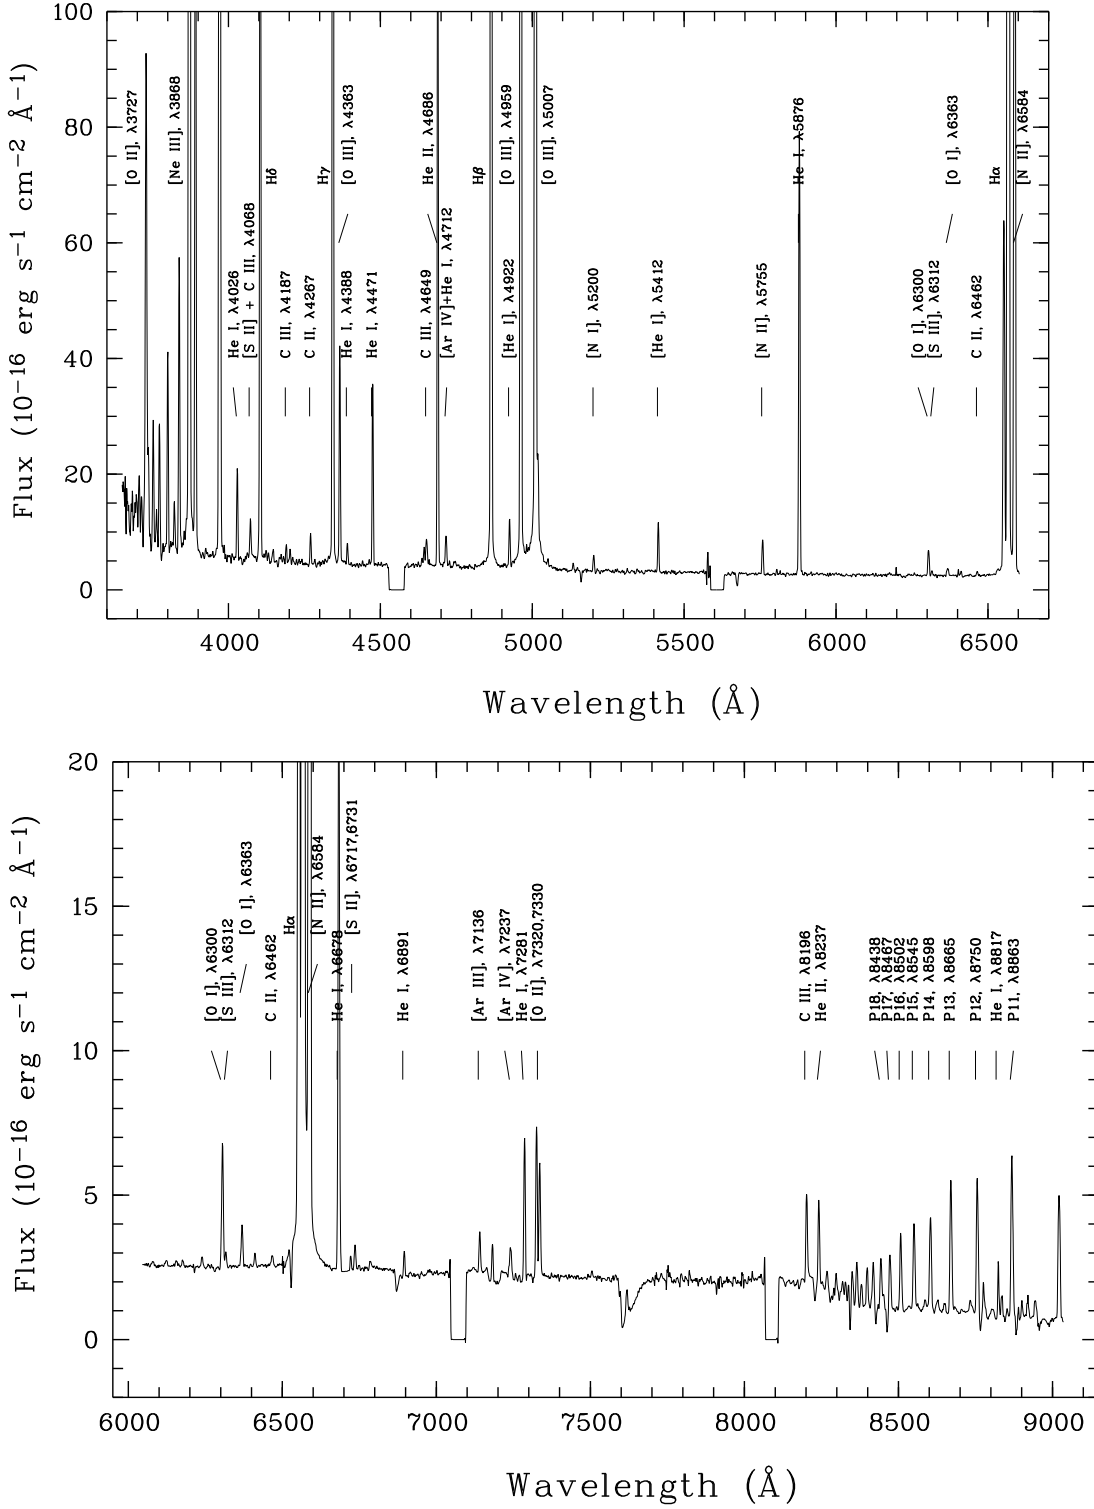 100
80
60
40
20
0
Flux (10−16 erg s−1 cm−2 Å−1)
[O II], λ3727
[Ne III], λ3868
Hδ
Hγ
[O III], λ4363
He II, λ4686
Hβ
[O III], λ4959
[O III], λ5007
He I, λ5876
[O I], λ6363
Hα
[N II], λ6584
He I, λ4026
[S II] + C III, λ4068
C III, λ4187
C II, λ4267
He I, λ4388
He I, λ4471
C III, λ4649
[Ar IV]+He I, λ4712
[He I], λ4922
[N I], λ5200
[He I], λ5412
[N II], λ5755
[O I], λ6300
[S III], λ6312
C II, λ6462
4000 4500 5000 5500 6000 6500
Wavelength (Å)
20
15
10
5
0
Flux (10−16 erg s−1 cm−2 Å−1)
[O I], λ6300
[S III], λ6312
[O I], λ6363
C II, λ6462
Hα
[N II], λ6584
He I, λ6678
[S II], λ6717,6731
He I, λ6891
[Ar III], λ7136
[Ar IV], λ7237
He I, λ7281
[O II], λ7320,7330
C III, λ8196
He II, λ8237
P18, λ8438
P17, λ8467
P16, λ8502
P15, λ8545
P14, λ8598
P13, λ8665
P12, λ8750
He I, λ8817
P11, λ8863
6000 6500 7000 7500 8000 8500 9000
Wavelength (Å)